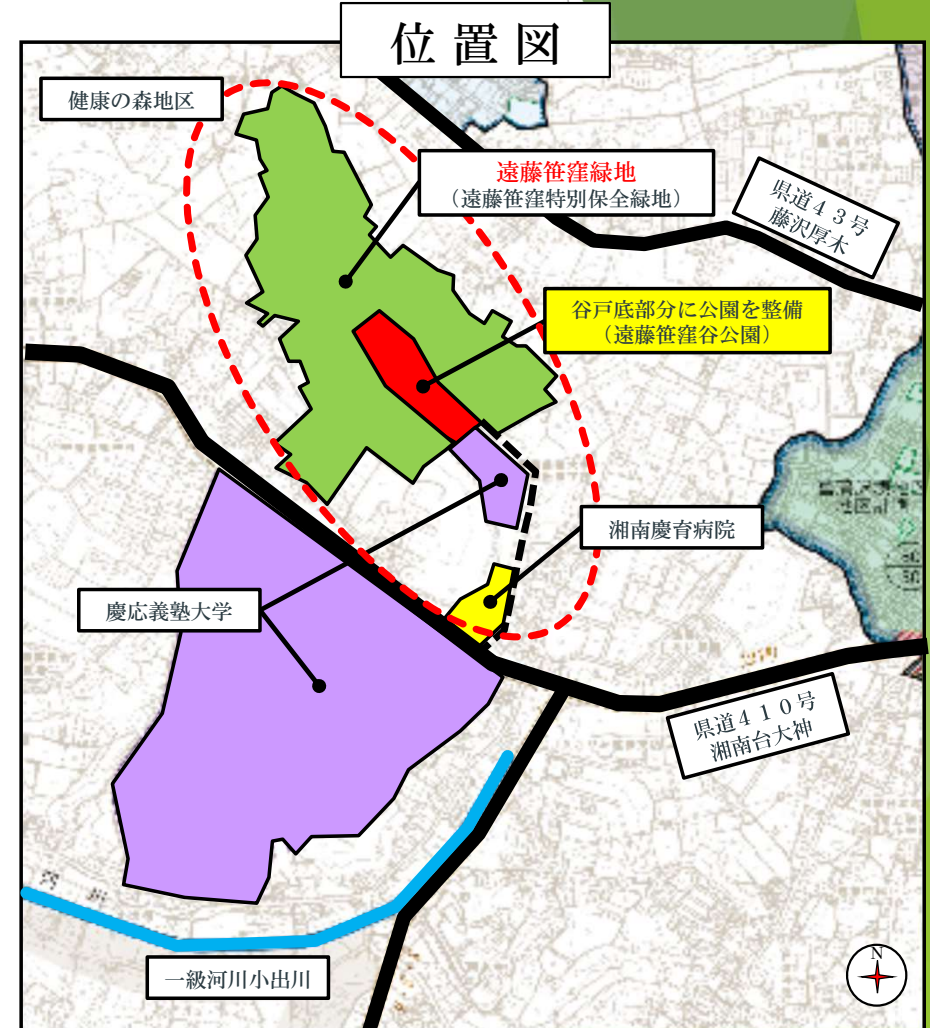 位置図
健康の森地区
遠藤笹窪緑地
（遠藤笹窪特別保全緑地）
県道４３号
藤沢厚木
谷戸底部分に公園を整備
（遠藤笹窪谷公園）
湘南慶育病院
慶応義塾大学
県道４１０号
湘南台大神
一級河川小出川
N